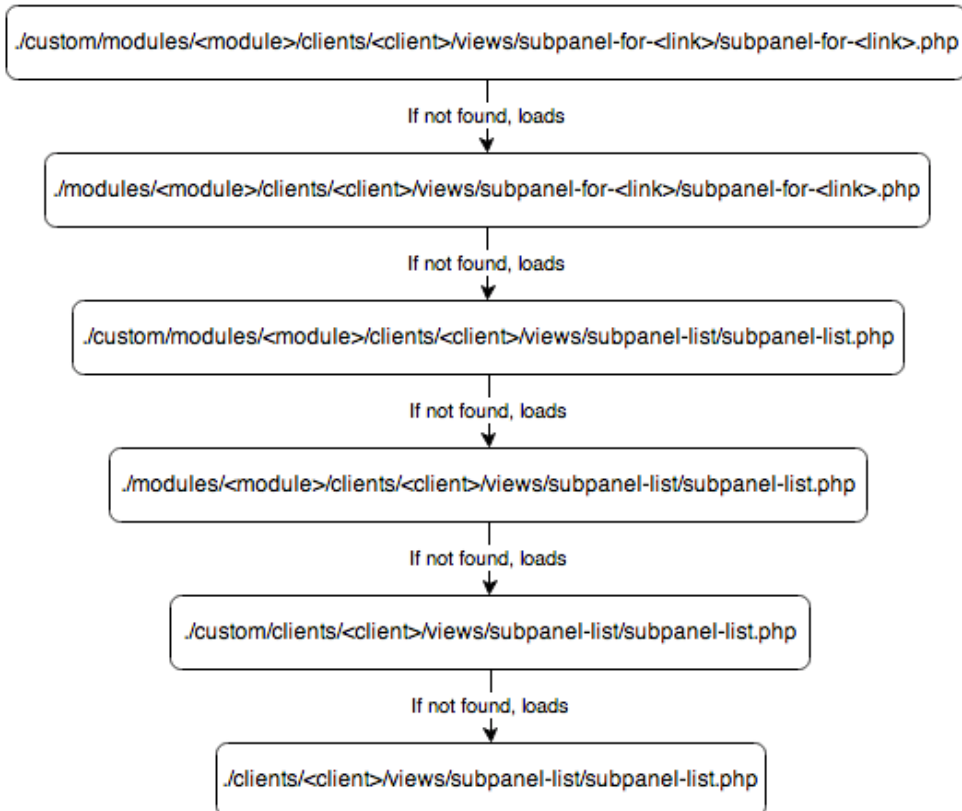 ./custom/modules/<module>/clients/<client>/views/subpanel-for-<link>/subpanel-for-<link>.php
If not found, loads
./modules/<module>/clients/<client>/views/subpanel-for-<link>/subpanel-for-<link>.php
If not found, loads
./custom/modules/<module>/clients/<client>/views/subpanel-list/subpanel-list.php
If not found, loads
./modules/<module>/clients/<client>/views/subpanel-list/subpanel-list.php
If not found, loads
./custom/clients/<client>/views/subpanel-list/subpanel-list.php
If not found, loads
./clients/<client>/views/subpanel-list/subpanel-list.php